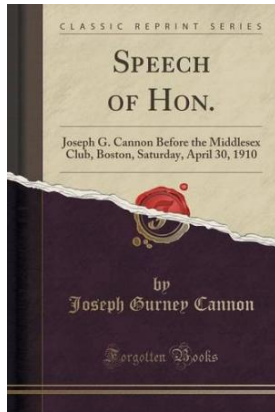 CLASSIC REPRINT SERIES
SPEECH
OF HON.
Joseph G. Cannon Before the Middlesex
Club, Boston, Saturday, April 30, 1910
by
Joseph Gurney Cannon
Forgotten Books